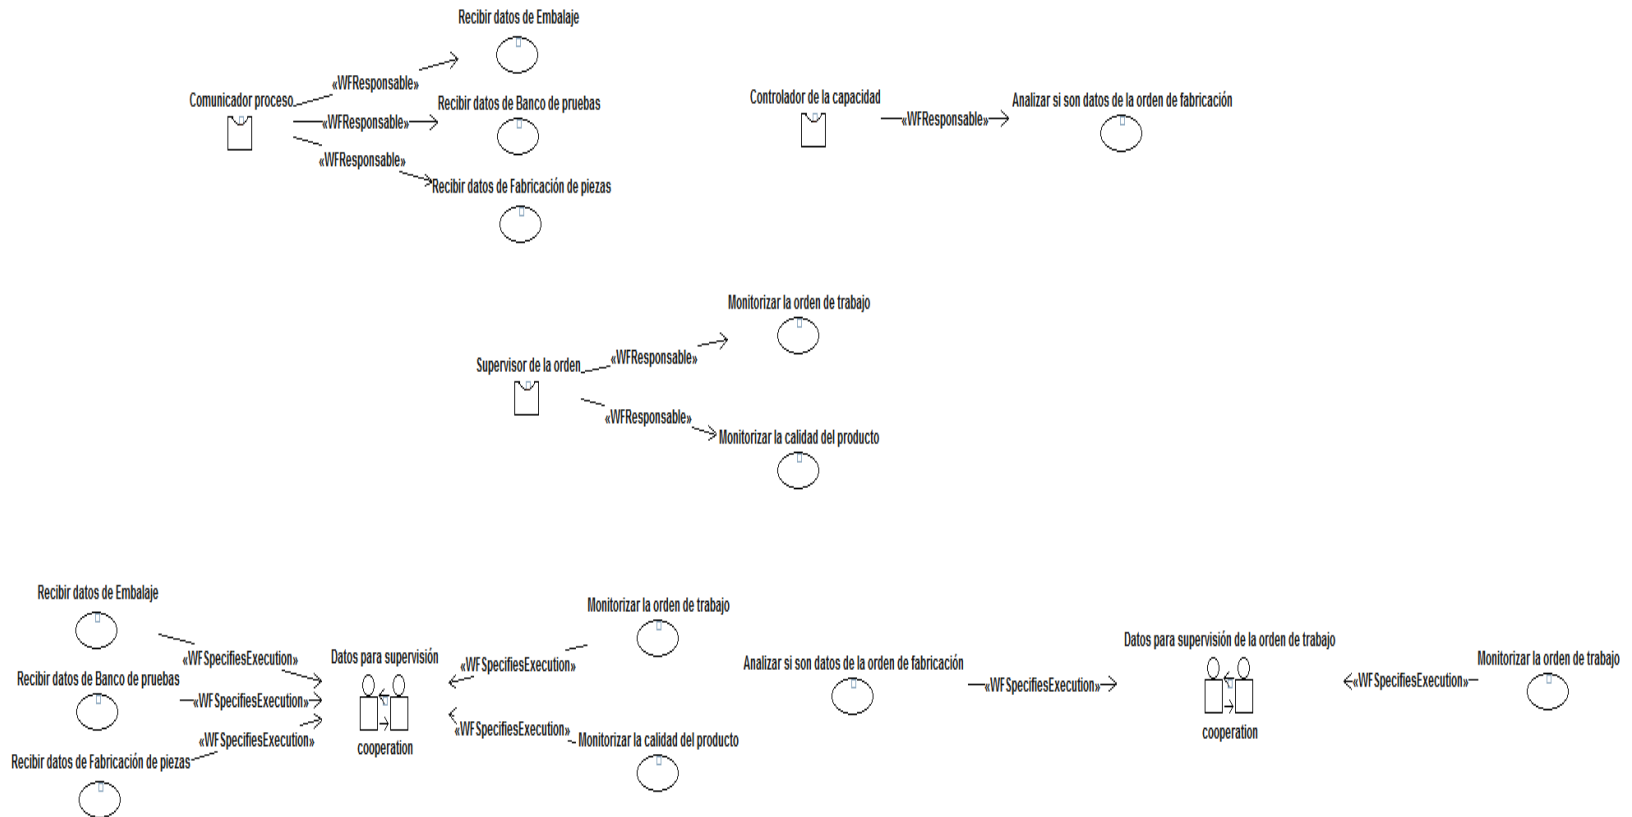 Recibir datos de Embalaje
«WFResponsable»
Comunicador proceso
Recibir datos de Banco de pruebas
«WFResponsable»
«WFResponsable»
Recibir datos de Fabricación de piezas
Controlador de la capacidad
«WFResponsable»
Analizar si son datos de la orden de fabricación
Monitorizar la orden de trabajo
«WFResponsable»
Supervisor de la orden
«WFResponsable»
Monitorizar la calidad del producto
Recibir datos de Embalaje
«WFSpecifiesExecution»
Recibir datos de Banco de pruebas
«WFSpecifiesExecution»
«WFSpecifiesExecution»
Recibir datos de Fabricación de piezas
Datos para supervisión
cooperation
Monitorizar la orden de trabajo
«WFSpecifiesExecution»
«WFSpecifiesExecution»
Monitorizar la calidad del producto
Analizar si son datos de la orden de fabricación
«WFSpecifiesExecution»
Datos para supervisión de la orden de trabajo
cooperation
«WFSpecifiesExecution»
Monitorizar la orden de trabajo